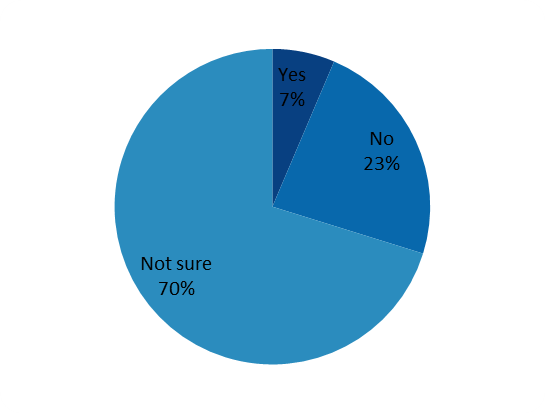 Yes
7%
No
23%
Not sure
70%